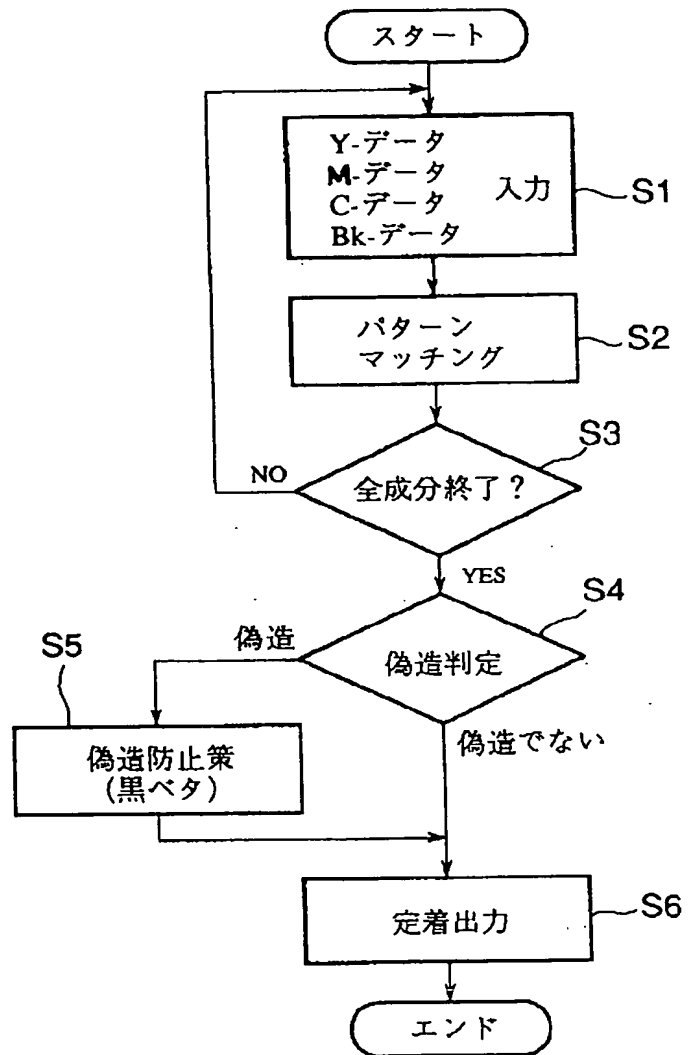 スタート
Y-データ
M-データ
C-データ
Bk-データ
入力
S1
パターン
マッチング
S2
S3
全成分終了?
NO
YES
S4
偽造判定
偽造
S5
偽造防止策
(黒ベタ)
偽造でない
定着出力
S6
エンド